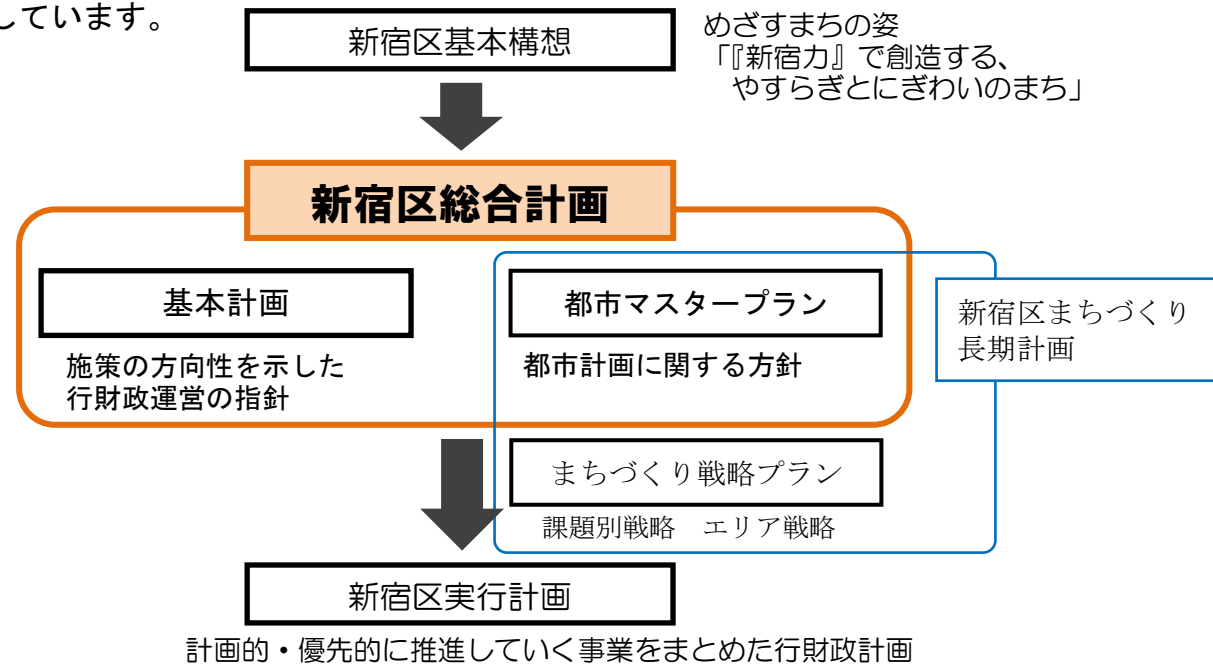 しています。
新宿区基本構想
めざすまちの姿
「『新宿力』で創造する、
やすらぎとにぎわいのまち」
新宿区総合計画
基本計画
施策の方向性を示した
行財政運営の指針
都市マスタープラン
都市計画に関する方針
新宿区まちづくり
長期計画
まちづくり戦略プラン
課題別戦略　エリア戦略
新宿区実行計画
計画的・優先的に推進していく事業をまとめた行財政計画